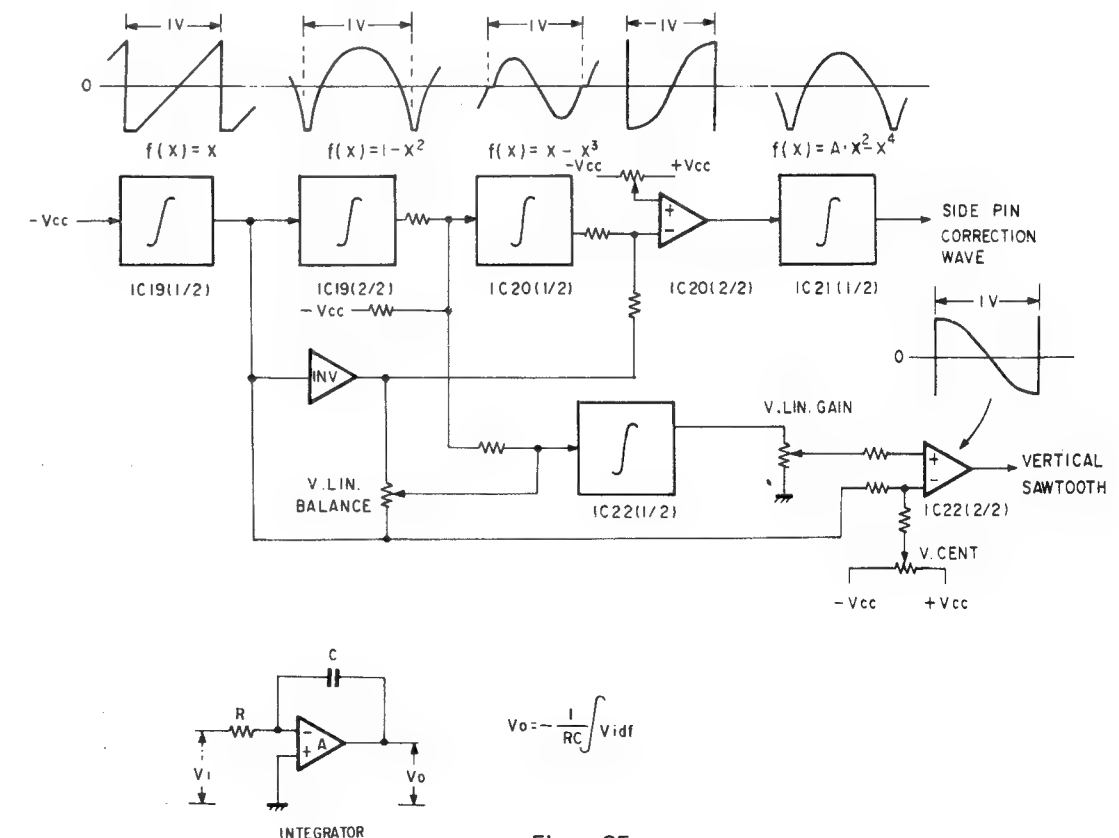 1V 1V 1V 1V
0
f(x)=x f(x)=1-x² f(x)=x-x³ f(x)=A·x²-x⁴
-Vcc +Vcc
-Vcc
+
-
SIDE PIN
CORRECTION
WAVE
IC19(1/2) IC19(2/2) IC20(1/2) IC20(2/2) IC21(1/2)
-Vcc
1V
0
INV
V.LIN. GAIN
V.LIN.
BALANCE
+
-
VERTICAL
SAWTOOTH
IC22(1/2) IC22(2/2)
V.CENT
-Vcc +Vcc
C
R
-
+
A
Vi Vo
Vo=-1/RC∫Vidf
INTEGRATOR